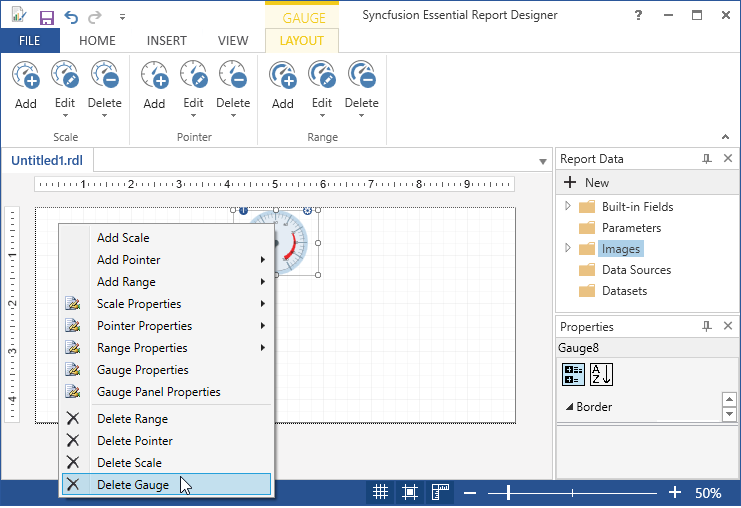 GAUGE
Syncfusion Essential Report Designer
FILE
HOME
INSERT
VIEW
LAYOUT
Add
Edit
Delete
Add
Edit
Delete
Add
Edit
Delete
Scale
Pointer
Range
Untitled1.rdl
1 2 3 4 5 6 7 8 9
1
2
3
4
Add Scale
Add Pointer
Add Range
Scale Properties
Pointer Properties
Range Properties
Gauge Properties
Gauge Panel Properties
Delete Range
Delete Pointer
Delete Scale
Delete Gauge
Report Data
New
Built-in Fields
Parameters
Images
Data Sources
Datasets
Properties
Gauge8
A
Z
Border
50%